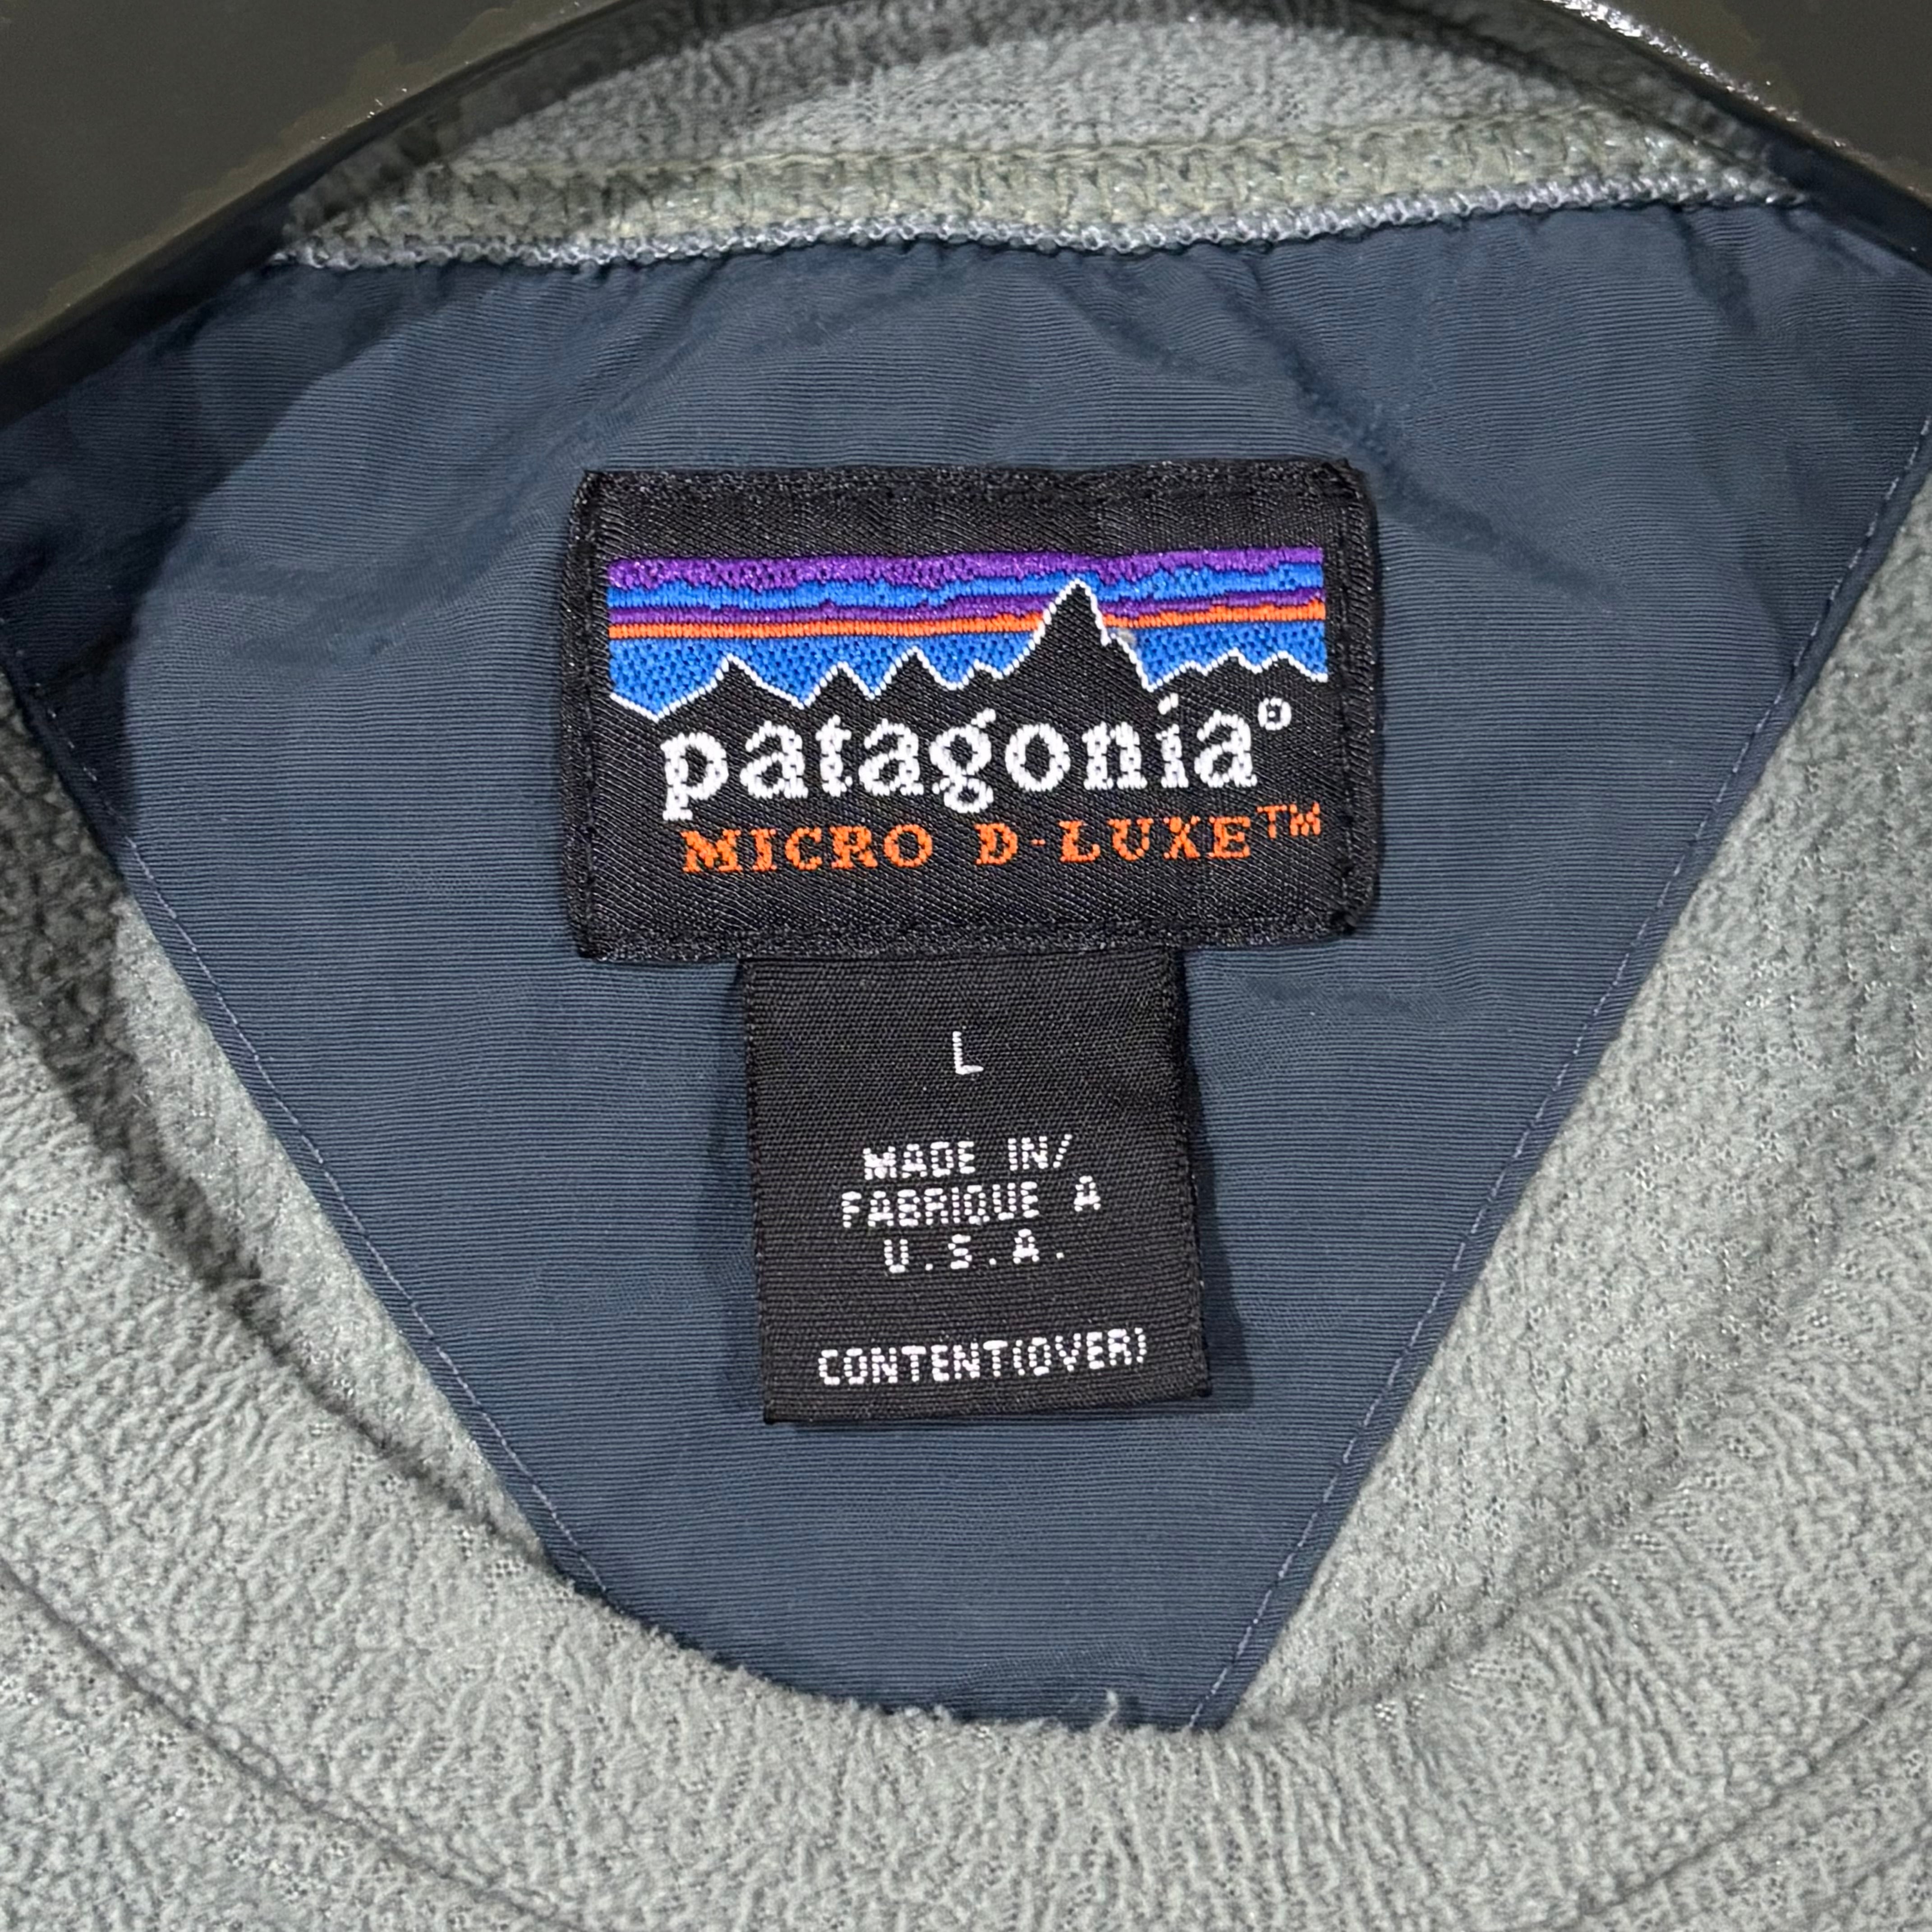 patagonia®
MICRO D-LUXE™
L
MADE IN/
FABRIQUE A
U.S.A.
CONTENT(OVER)